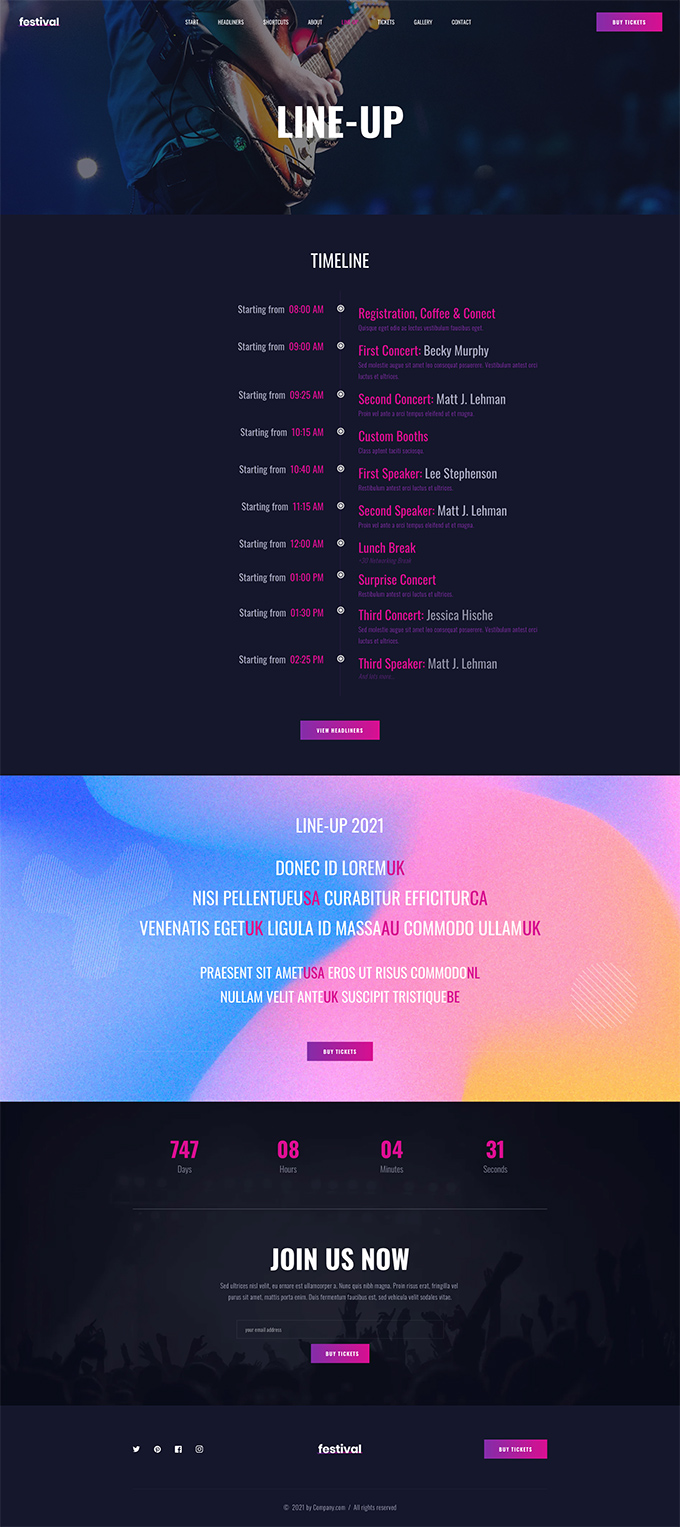 festival
START HEADLINERS SHORTCUTS ABOUT LINE-UP TICKETS GALLERY CONTACT
BUY TICKETS
LINE-UP
TIMELINE
Starting from 08:00 AM
Registration, Coffee & Conect
Quisque eget odio ac lectus vestibulum faucibus eget.
Starting from 09:00 AM
First Concert: Becky Murphy
Sed molestie augue sit amet leo consequat posuerere. Vestibulum antest orci
luctus et ultrices.
Starting from 09:25 AM
Second Concert: Matt J. Lehman
Proin vel ante a orci tempus eleifend ut et magna.
Starting from 10:15 AM
Custom Booths
Class aptent taciti sociosqu.
Starting from 10:40 AM
First Speaker: Lee Stephenson
Restibulum antest orci luctus et ultrices.
Starting from 11:15 AM
Second Speaker: Matt J. Lehman
Proin vel ante a orci tempus eleifend ut et magna.
Starting from 12:00 AM
Lunch Break
Networking Break
Starting from 01:00 PM
Surprise Concert
Restibulum antest orci luctus et ultrices.
Starting from 01:30 PM
Third Concert: Jessica Hische
Sed molestie augue sit amet leo consequat posuerere. Vestibulum antest orci
luctus et ultrices.
Starting from 02:25 PM
Third Speaker: Matt J. Lehman
And lots more..
VIEW HEADLINERS
LINE-UP 2021
DONEC ID LOREMUK
NISI PELLENTUEUSA CURABITUR EFFICITURCA
VENENATIS EGETUK LIGULA ID MASSAAU COMMODO ULLAMUK
PRAESENT SIT AMETUSA EROS UT RISUS COMMODONL
NULLAM VELIT ANTEUK SUSCIPIT TRISTIQUEBE
BUY TICKETS
747 08 04 31
Days Hours Minutes Seconds
JOIN US NOW
Sed ultrices nisl velit, eu ornare est ullamcorper a. Nunc quis nibh magna. Proin risus erat, fringilla vel
purus sit amet, mattis porta enim. Duis fermentum faucibus est, sed vehicula velit sodales vitae.
your email address
BUY TICKETS
festival
BUY TICKETS
© 2021 by Company.com / All rights reserved